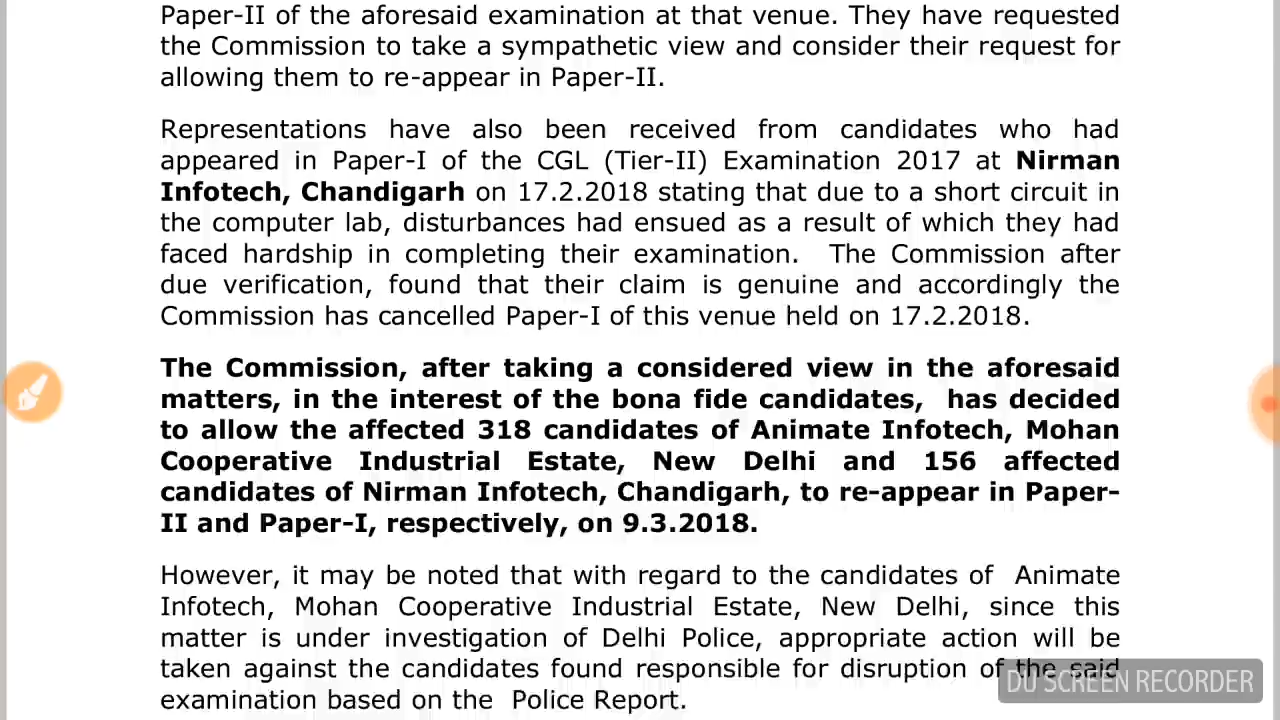 Paper-II of the aforesaid examination at that venue. They have requested
the Commission to take a sympathetic view and consider their request for
allowing them to re-appear in Paper-II.
Representations have also been received from candidates who had
appeared in Paper-I of the CGL (Tier-II) Examination 2017 at Nirman
Infotech, Chandigarh on 17.2.2018 stating that due to a short circuit in
the computer lab, disturbances had ensued as a result of which they had
faced hardship in completing their examination. The Commission after
due verification, found that their claim is genuine and accordingly the
Commission has cancelled Paper-I of this venue held on 17.2.2018.
The Commission, after taking a considered view in the aforesaid
matters, in the interest of the bona fide candidates, has decided
to allow the affected 318 candidates of Animate Infotech, Mohan
Cooperative Industrial Estate, New Delhi and 156 affected
candidates of Nirman Infotech, Chandigarh, to re-appear in Paper-
II and Paper-I, respectively, on 9.3.2018.
However, it may be noted that with regard to the candidates of Animate
Infotech, Mohan Cooperative Industrial Estate, New Delhi, since this
matter is under investigation of Delhi Police, appropriate action will be
taken against the candidates found responsible for disruption of the said
examination based on the Police Report.
DU SCREEN RECORDER